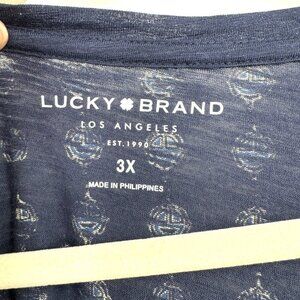 LUCKY BRAND
LOS ANGELES
EST. 1990
3X
MADE IN PHILIPPINES